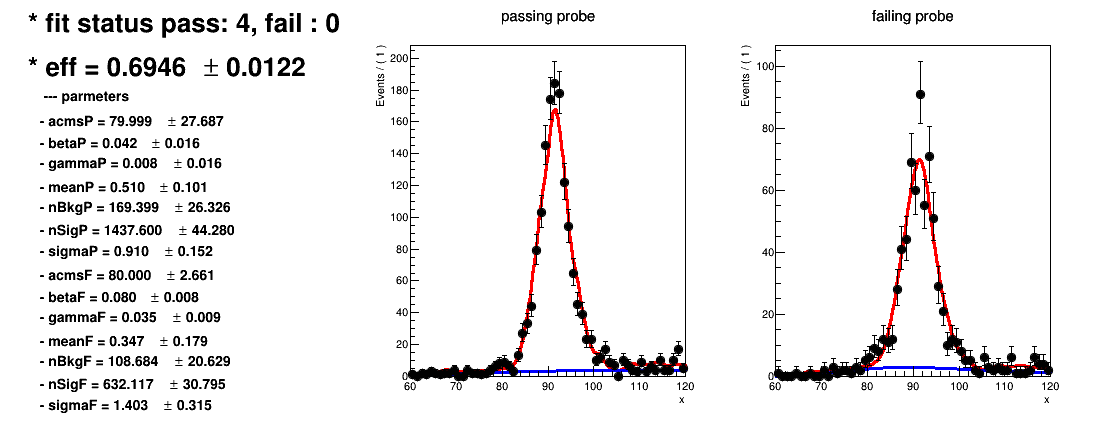 * fit status pass: 4, fail : 0
* eff = 0.6946 ± 0.0122
--- parmeters
- acmsP = 79.999 ± 27.687
- betaP = 0.042 ± 0.016
- gammaP = 0.008 ± 0.016
- meanP = 0.510 ± 0.101
- nBkgP = 169.399 ± 26.326
- nSigP = 1437.600 ± 44.280
- sigmaP = 0.910 ± 0.152
- acmsF = 80.000 ± 2.661
- betaF = 0.080 ± 0.008
- gammaF = 0.035 ± 0.009
- meanF = 0.347 ± 0.179
- nBkgF = 108.684 ± 20.629
- nSigF = 632.117 ± 30.795
- sigmaF = 1.403 ± 0.315
passing probe
Events / ( 1 )
200
180
160
140
120
100
80
60
40
20
0
60 70 80 90 100 110 120
x
failing probe
Events / ( 1 )
100
80
60
40
20
0
60 70 80 90 100 110 120
x